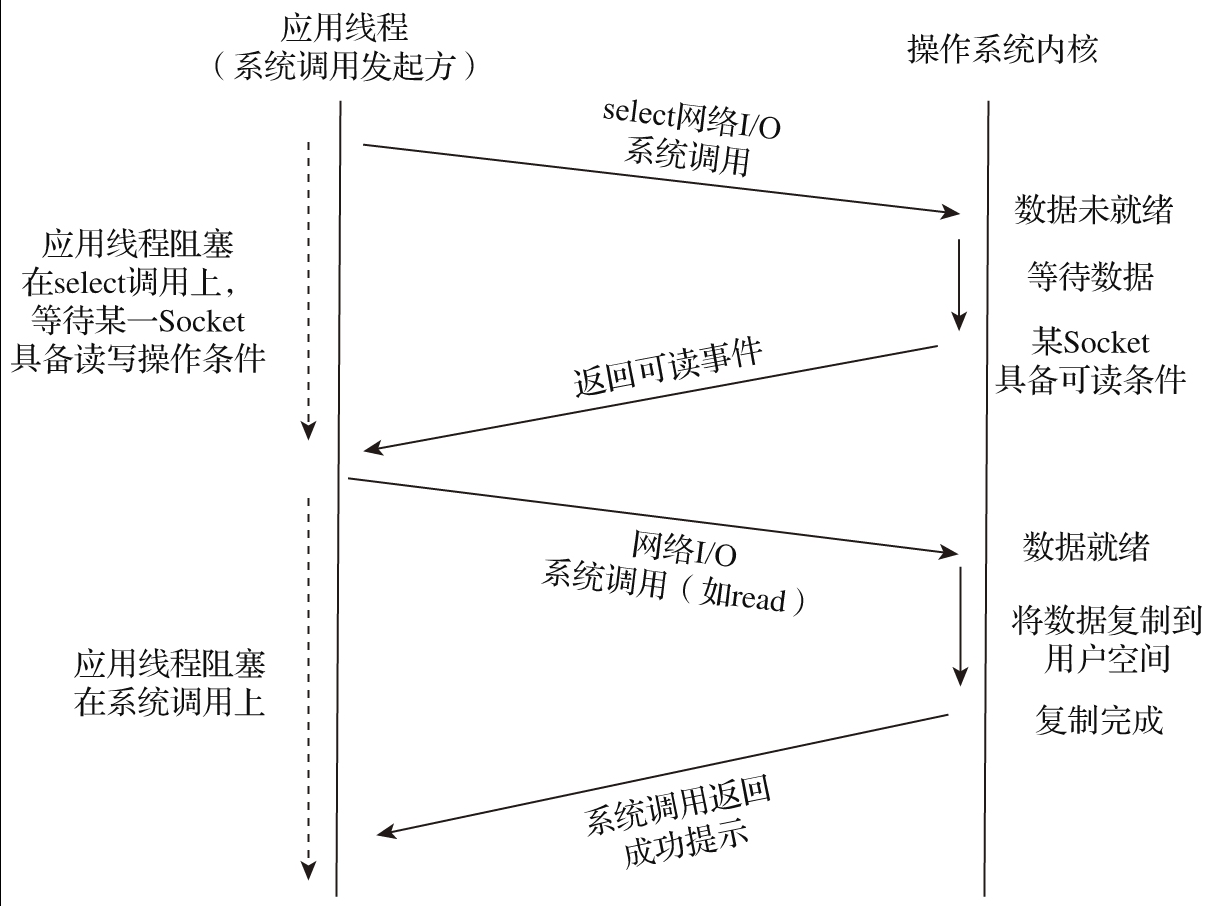 应用线程
（系统调用发起方）
操作系统内核
select网络I/O
系统调用
数据未就绪
应用线程阻塞
在select调用上，
等待某一Socket
具备读写操作条件
等待数据
某Socket
具备可读条件
返回可读事件
网络I/O
系统调用（如read）
数据就绪
将数据复制到
用户空间
应用线程阻塞
在系统调用上
复制完成
系统调用返回
成功提示